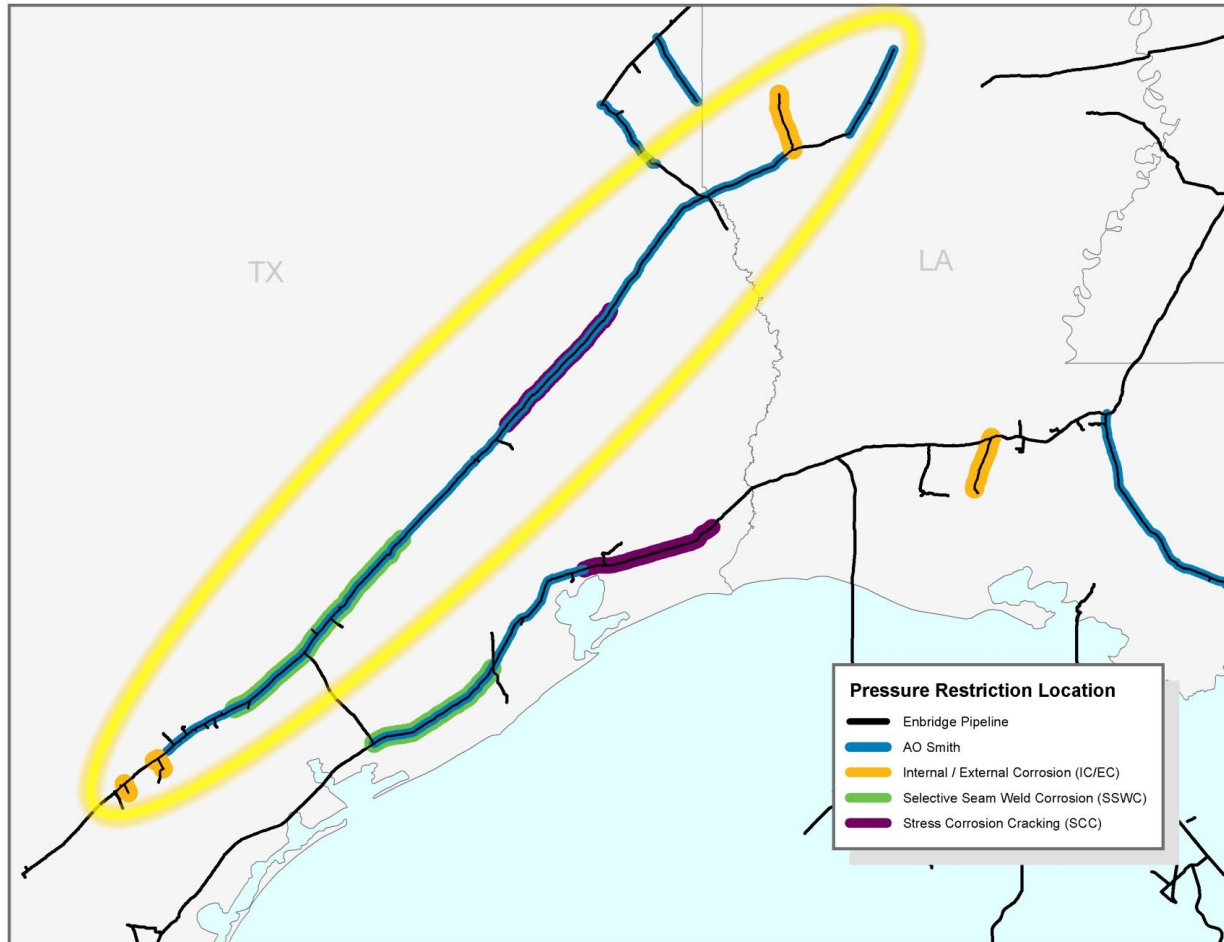 TX
LA
Pressure Restriction Location
Enbridge Pipeline
AO Smith
Internal / External Corrosion (IC/EC)
Selective Seam Weld Corrosion (SSWC)
Stress Corrosion Cracking (SCC)